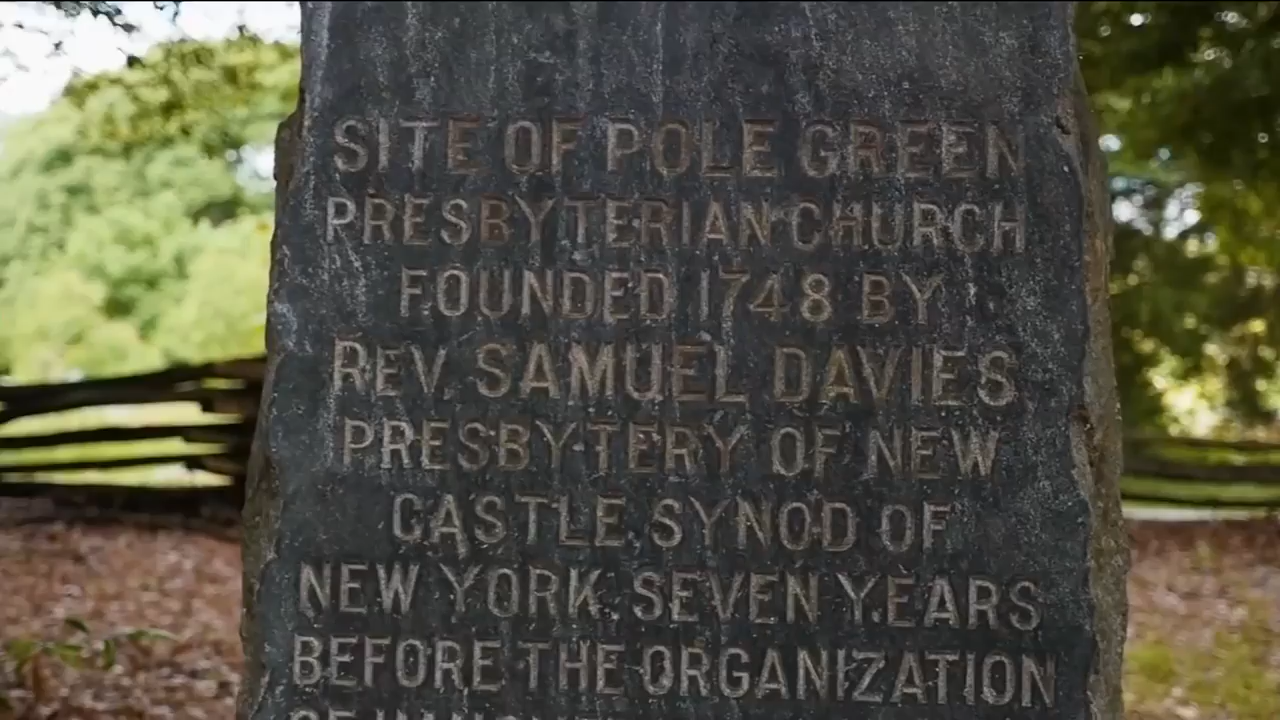 SITE OF POLE GREEN
PRESBYTERIAN CHURCH
FOUNDED 1748 BY
REV. SAMUEL DAVIES
PRESBYTERY OF NEW
CASTLE, SYNOD OF
NEW YORK, SEVEN YEARS
BEFORE THE ORGANIZATION